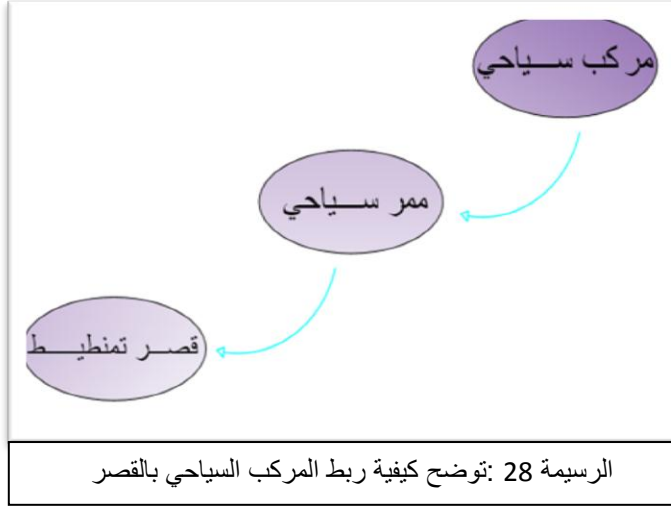 مركب سياحي
ممر سياحي
قصر تمنطيط
الرسيمة 28 :توضح كيفية ربط المركب السياحي بالقصر